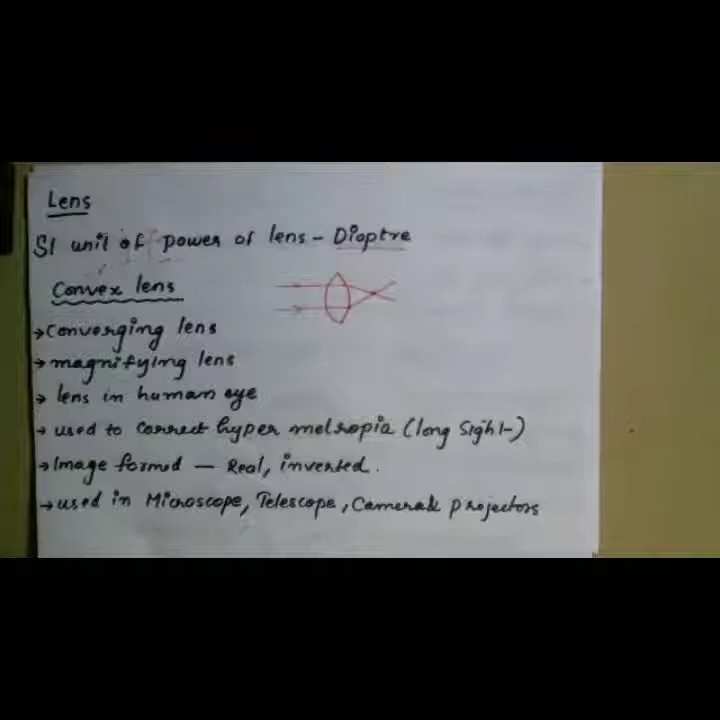 Lens
SI unit of power of lens - Dioptre
Convex lens
→ Converging lens
→ magnifying lens
→ lens in human eye
→ used to correct hyper metropia (long Sight)
→ Image formed — Real, inverted.
→ used in Microscope, Telescope, Camera & projectors